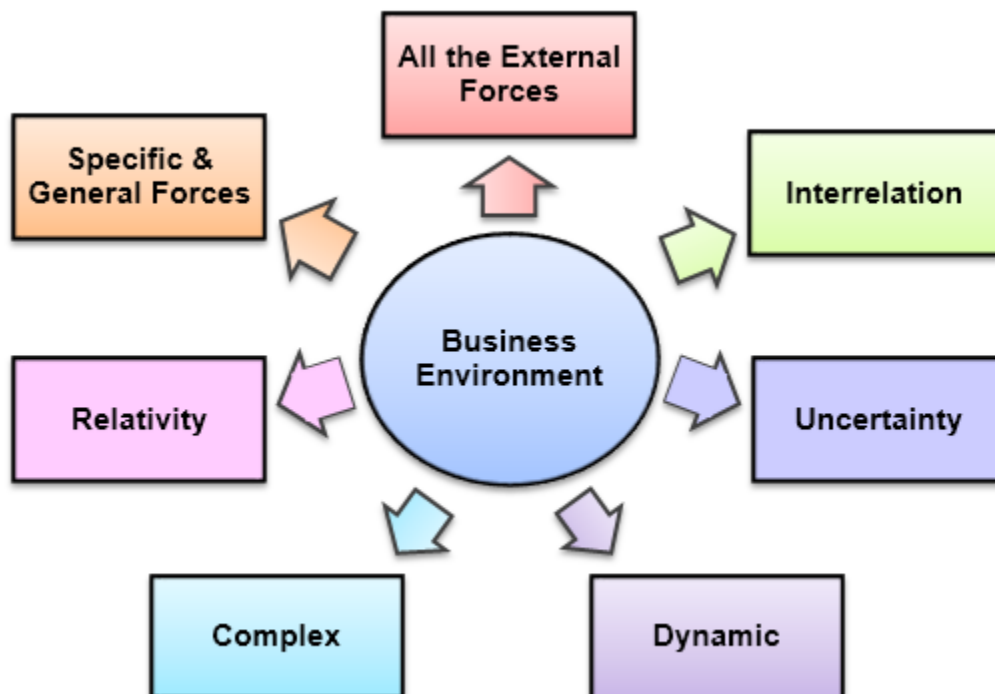 All the External
Forces
Specific &
General Forces
Interrelation
Business
Environment
Relativity
Uncertainty
Complex
Dynamic